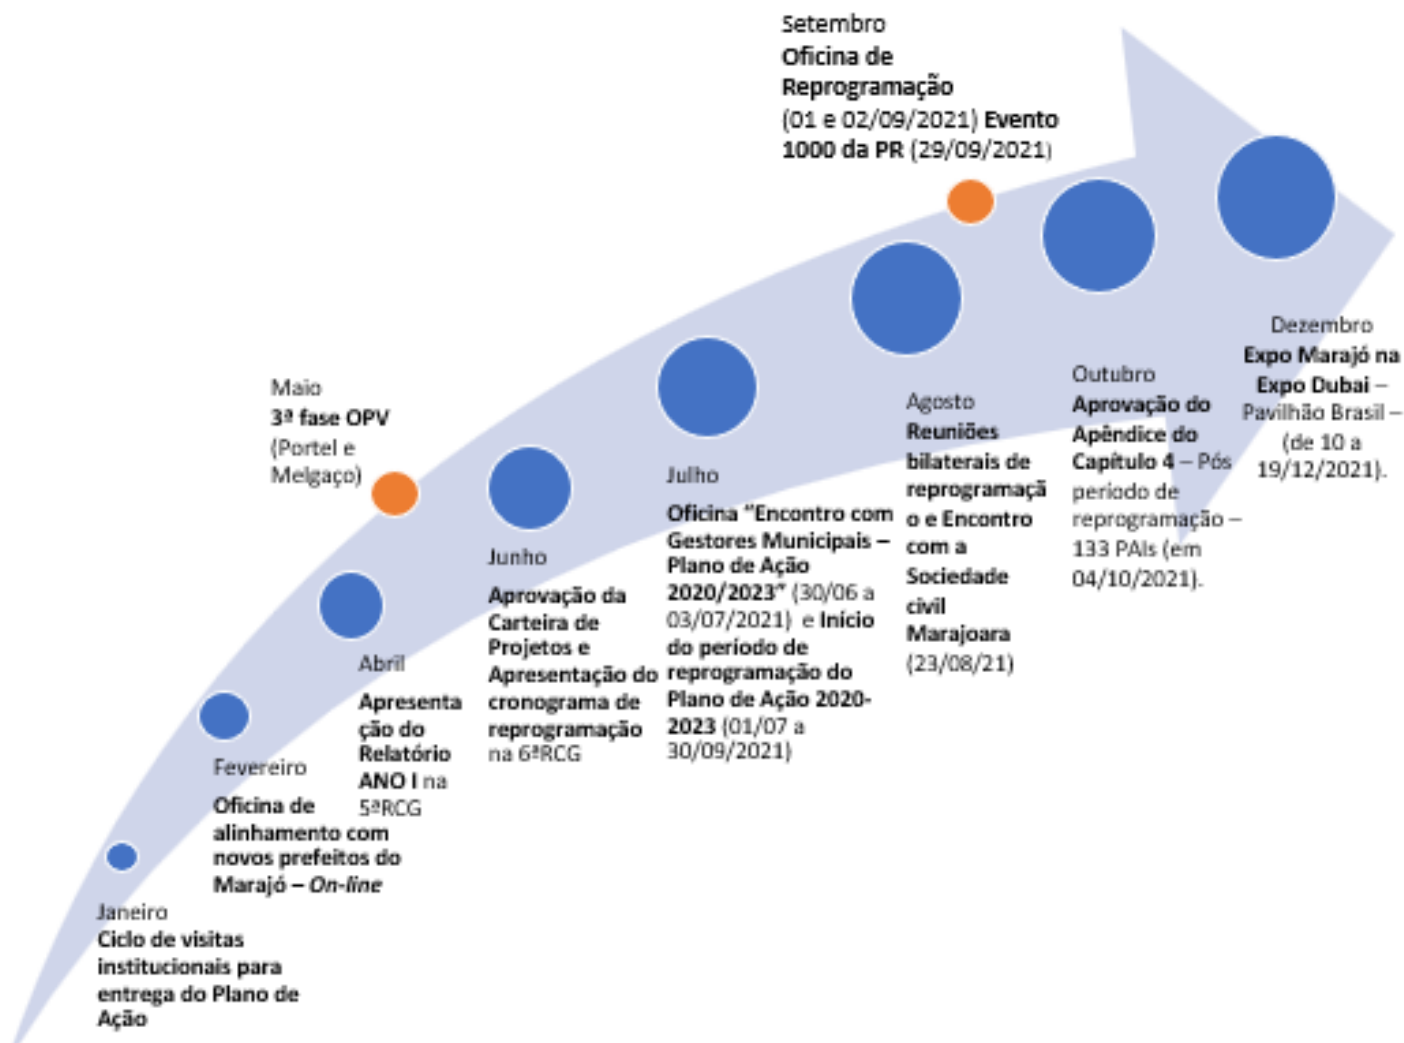 Janeiro
Ciclo de visitas
institucionais para
entrega do Plano de
Ação
Fevereiro
Oficina de
alinhamento com
novos prefeitos do
Marajó – On-line
Abril
Apresenta
ção do
Relatório
ANO I na
5ªRCG
Maio
3ª fase OPV
(Portel e
Melgaço)
Junho
Aprovação da
Carteira de
Projetos e
Apresentação do
cronograma de
reprogramação
na 6ªRCG
Julho
Oficina "Encontro com
Gestores Municipais –
Plano de Ação
2020/2023" (30/06 a
03/07/2021) e Início
do período de
reprogramação do
Plano de Ação 2020-
2023 (01/07 a
30/09/2021)
Agosto
Reuniões
bilaterais de
reprogramaçã
o e Encontro
com a
Sociedade
civil
Marajoara
(23/08/21)
Setembro
Oficina de
Reprogramação
(01 e 02/09/2021) Evento
1000 da PR (29/09/2021)
Outubro
Aprovação do
Apêndice do
Capítulo 4 – Pós
período de
reprogramação –
133 PAIs (em
04/10/2021).
Dezembro
Expo Marajó na
Expo Dubai –
Pavilhão Brasil –
(de 10 a
19/12/2021).